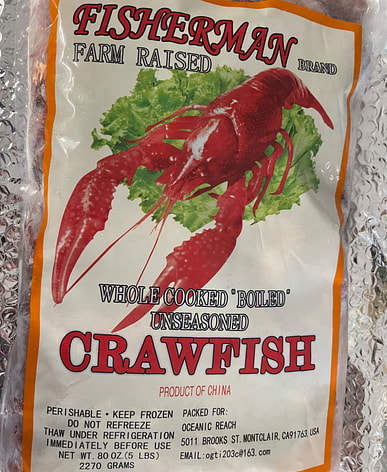 FISHERMAN
FARM RAISED BRAND
WHOLE COOKED "BOILED"
UNSEASONED
CRAWFISH
PRODUCT OF CHINA
PERISHABLE • KEEP FROZEN
DO NOT REFREEZE
THAW UNDER REFRIGERATION
IMMEDIATELY BEFORE USE
NET WT. 80 OZ. (5 LBS)
2270 GRAMS
PACKED FOR:
OCEANIC REACH
5011 BROOKS ST. MONTCLAIR, CA91763, USA
EMAIL: ogti203c@163.com